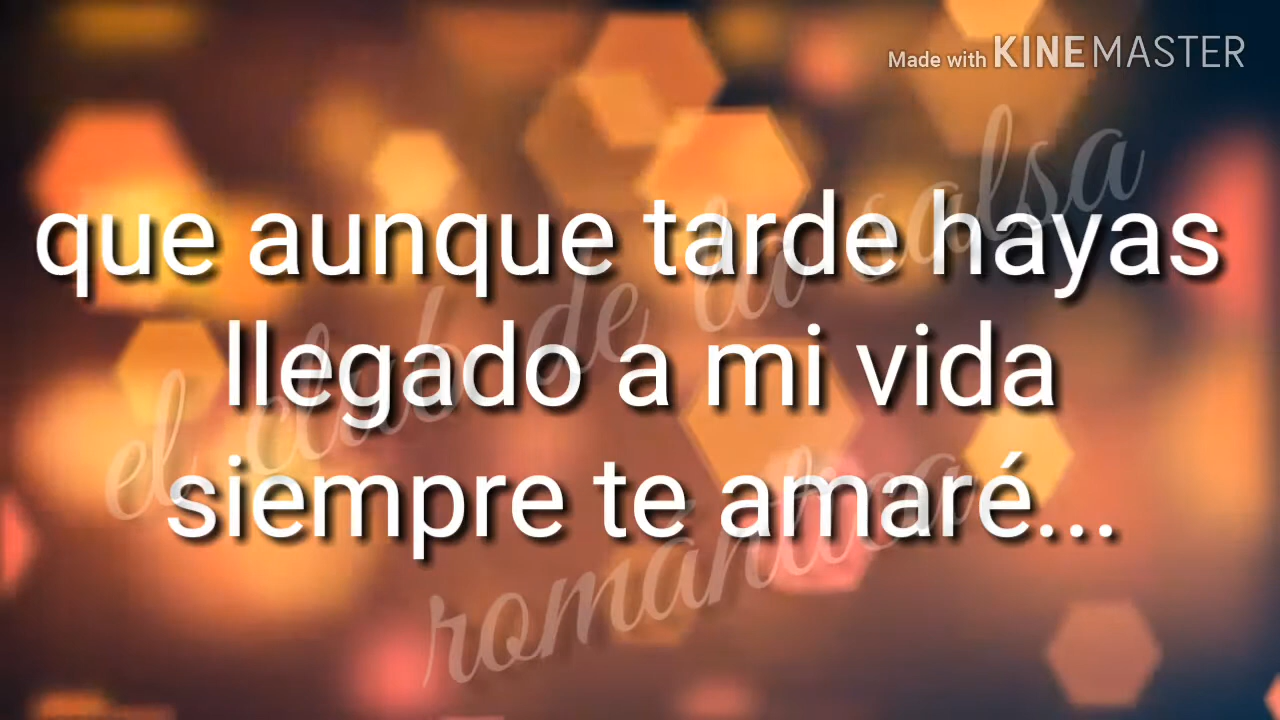 Made with KINEMASTER
que aunque tarde hayas
llegado a mi vida
siempre te amaré...
el club de la salsa
romántica